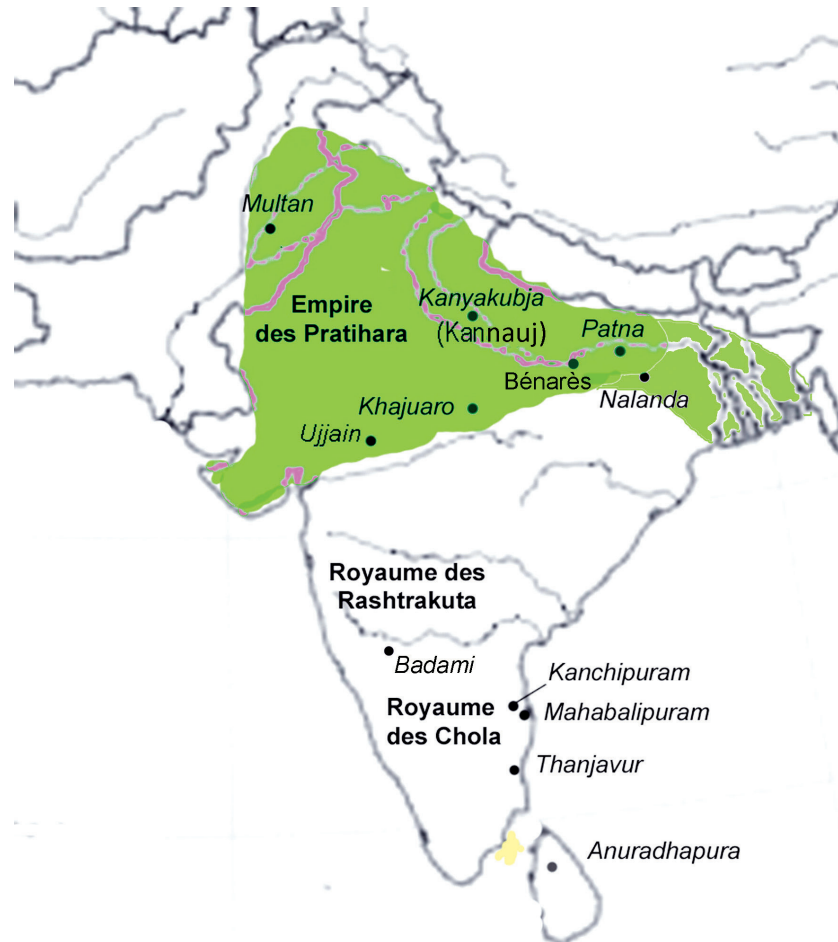 Multan
Empire
des Pratihara
Kanyakubja
(Kannauj)
Patna
Bénarès
Nalanda
Khajuaro
Ujjain
Royaume des
Rashtrakuta
Badami
Kanchipuram
Royaume
des Chola
Mahabalipuram
Thanjavur
Anuradhapura